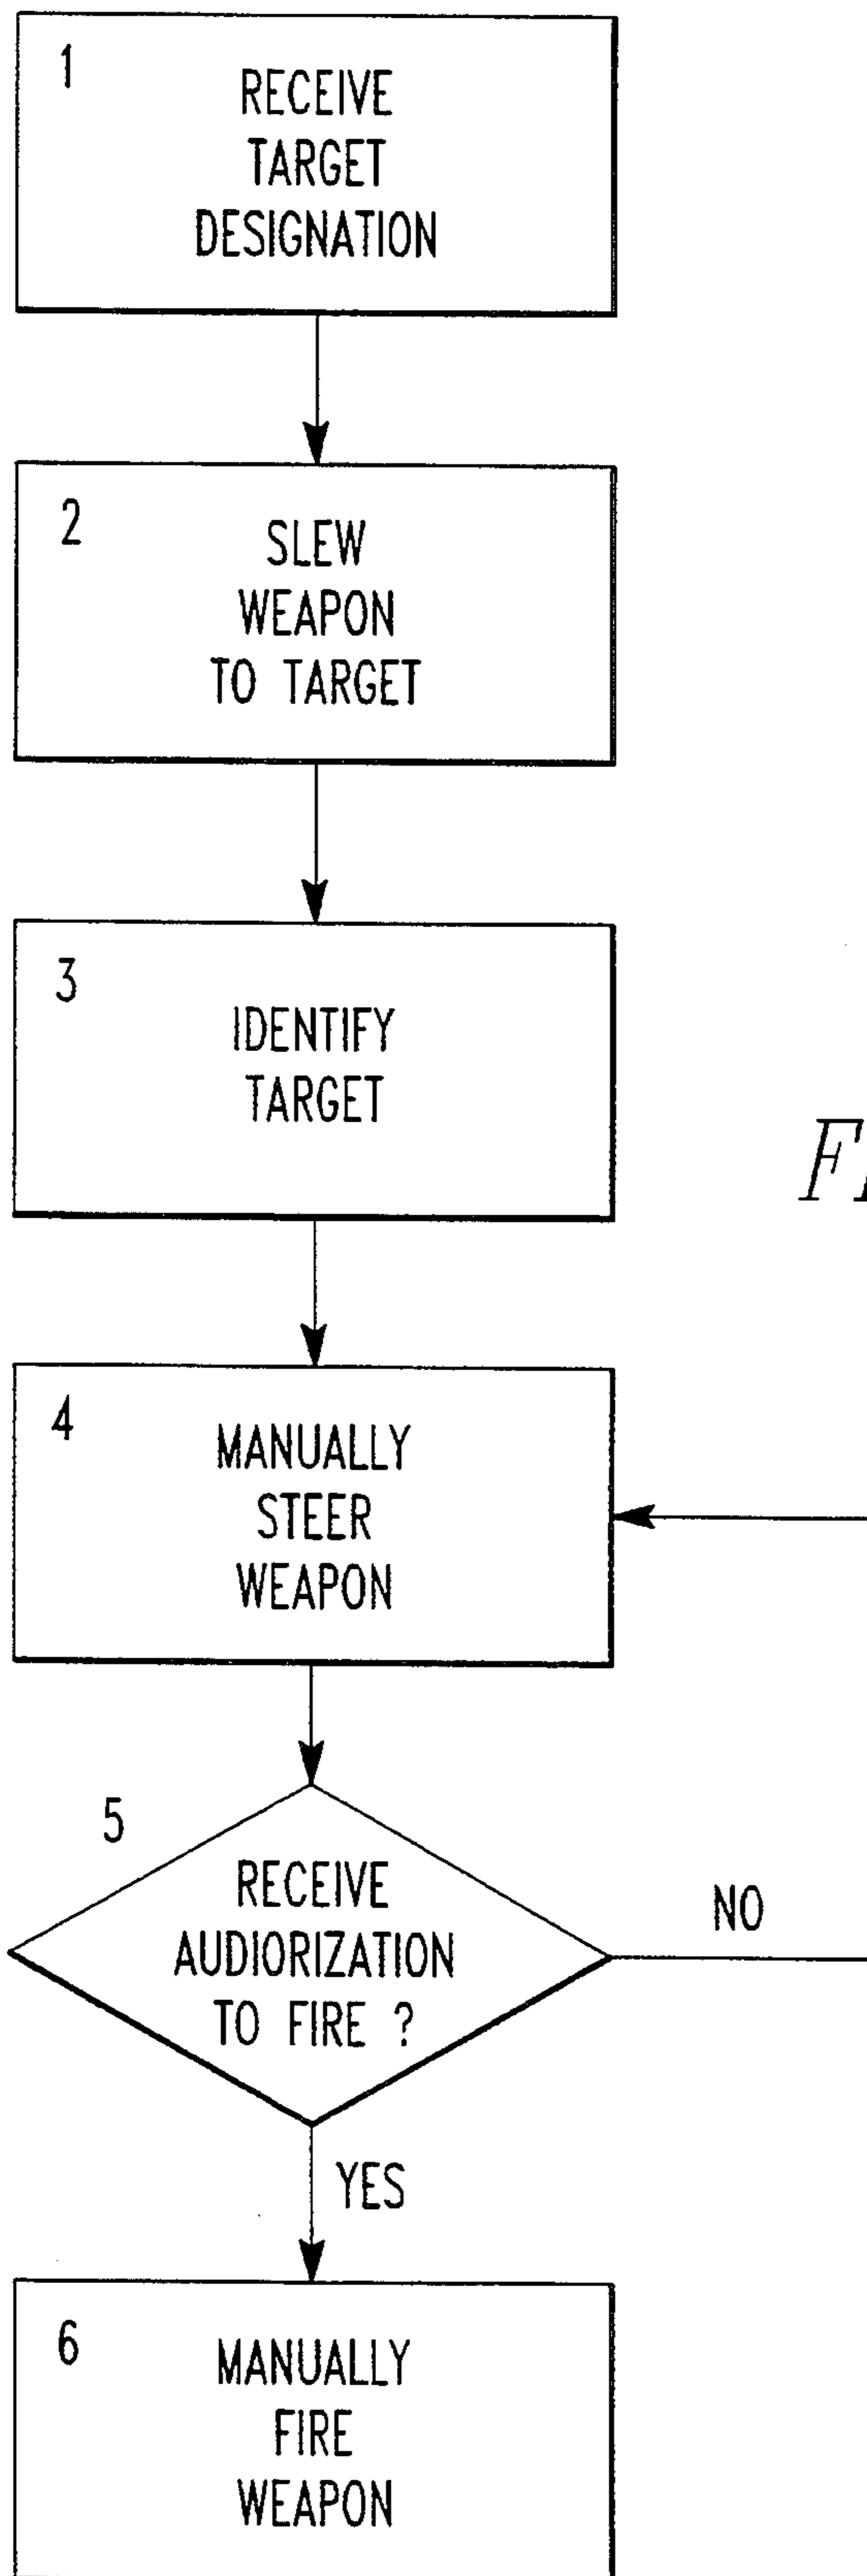 1
RECEIVE
TARGET
DESIGNATION
2
SLEW
WEAPON
TO TARGET
3
IDENTIFY
TARGET
4
MANUALLY
STEER
WEAPON
5
RECEIVE
AUDIORIZATION
TO FIRE ?
NO
YES
6
MANUALLY
FIRE
WEAPON